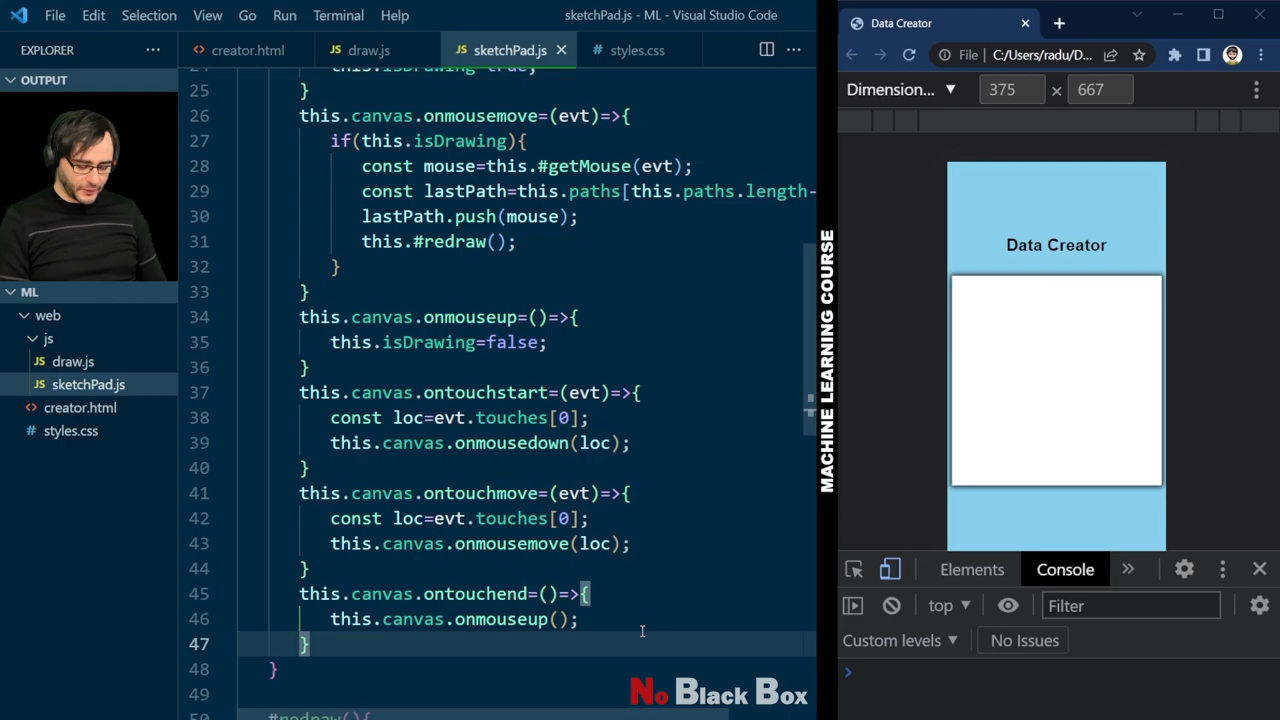 File Edit Selection View Go Run Terminal Help sketchPad.js - ML - Visual Studio Code
EXPLORER ...
OUTPUT
ML
web
js
JS draw.js
JS sketchPad.js
<> creator.html
# styles.css
<> creator.html JS draw.js JS sketchPad.js # styles.css
25 }
26 this.canvas.onmousemove=(evt)=>{
27 if(this.isDrawing){
28 const mouse=this.#getMouse(evt);
29 const lastPath=this.paths[this.paths.length-
30 lastPath.push(mouse);
31 this.#redraw();
32 }
33 }
34 this.canvas.onmouseup=()=>{
35 this.isDrawing=false;
36 }
37 this.canvas.ontouchstart=(evt)=>{
38 const loc=evt.touches[0];
39 this.canvas.onmousedown(loc);
40 }
41 this.canvas.ontouchmove=(evt)=>{
42 const loc=evt.touches[0];
43 this.canvas.onmousemove(loc);
44 }
45 this.canvas.ontouchend=()=>{
46 this.canvas.onmouseup();
47 }
48 }
49
#redraw(){
No Black Box
MACHINE LEARNING COURSE
Data Creator
File C:/Users/radu/D...
Dimension... 375 × 667
Data Creator
Elements Console »
top Filter
Custom levels No Issues